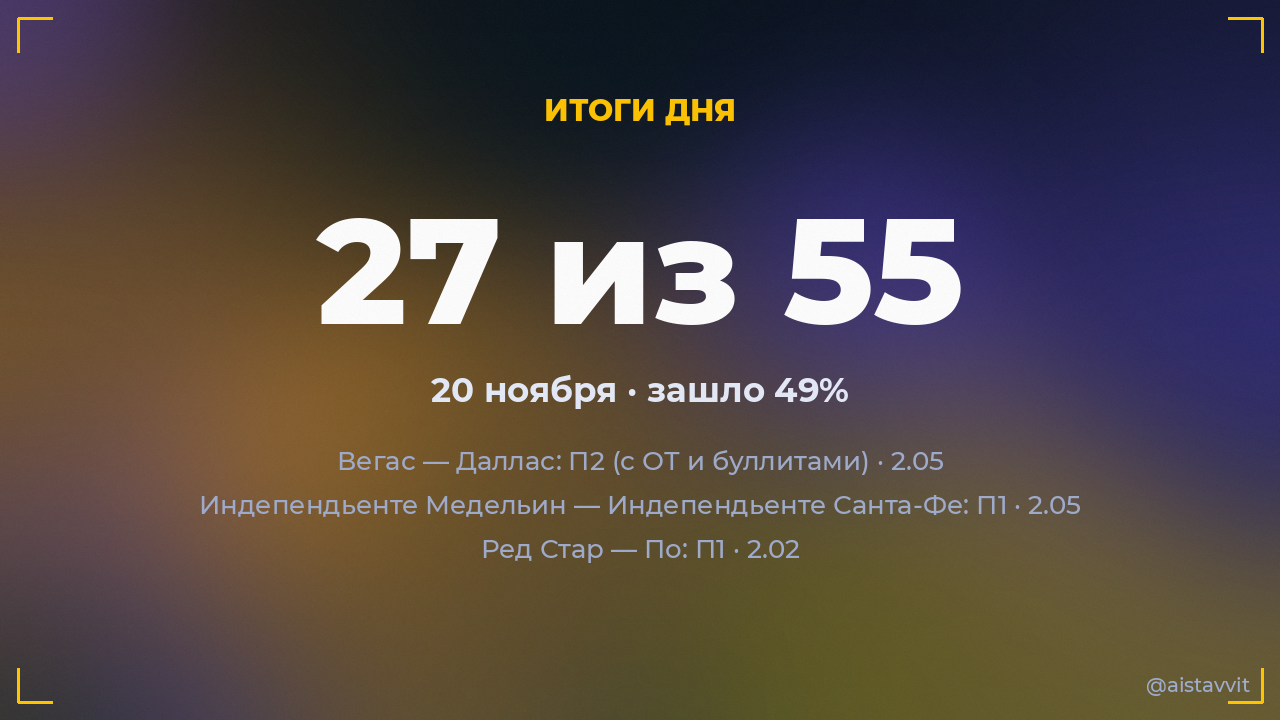 ИТОГИ ДНЯ
27 из 55
20 ноября · зашло 49%
Вегас — Даллас: П2 (с ОТ и буллитами) · 2.05
Индепендьенте Медельин — Индепендьенте Санта-Фе: П1 · 2.05
Ред Стар — По: П1 · 2.02
@aistavvit